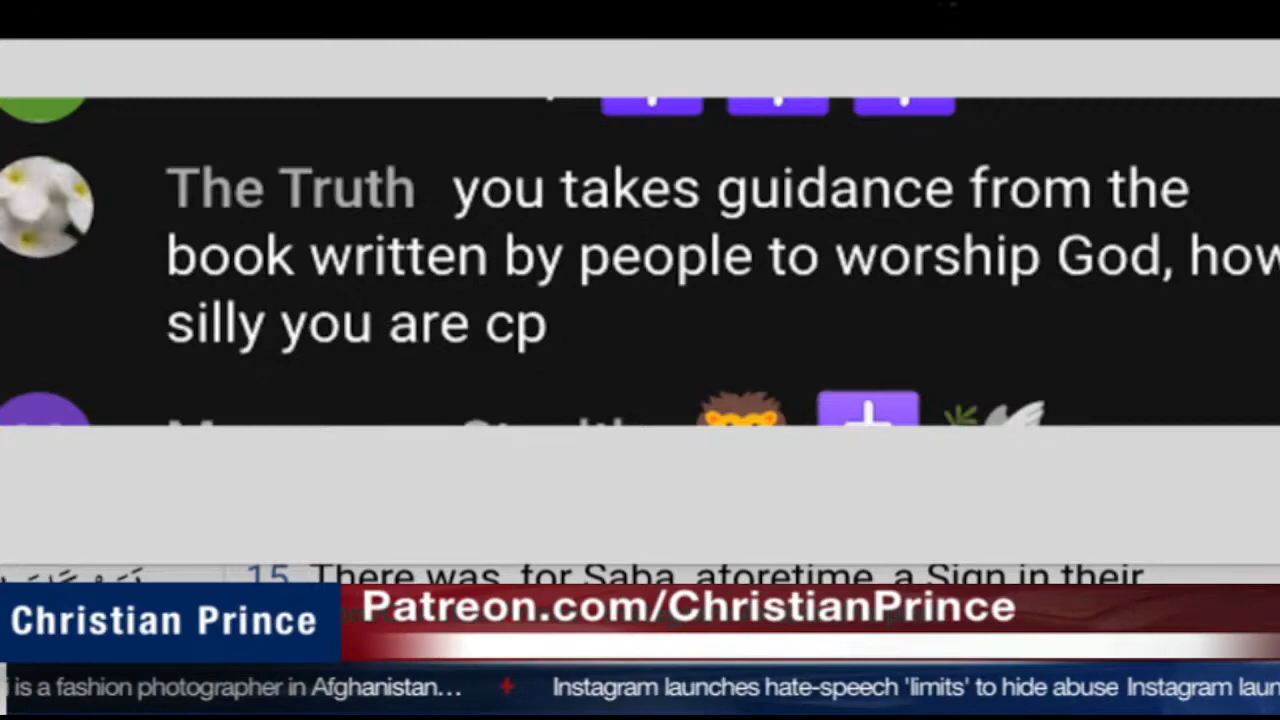 The Truth you takes guidance from the
book written by people to worship God, how
silly you are cp
15 There was, for Saba, aforetime, a Sign in their
Christian Prince
Patreon.com/ChristianPrince
i is a fashion photographer in Afghanistan... Instagram launches hate-speech 'limits' to hide abuse Instagram laun